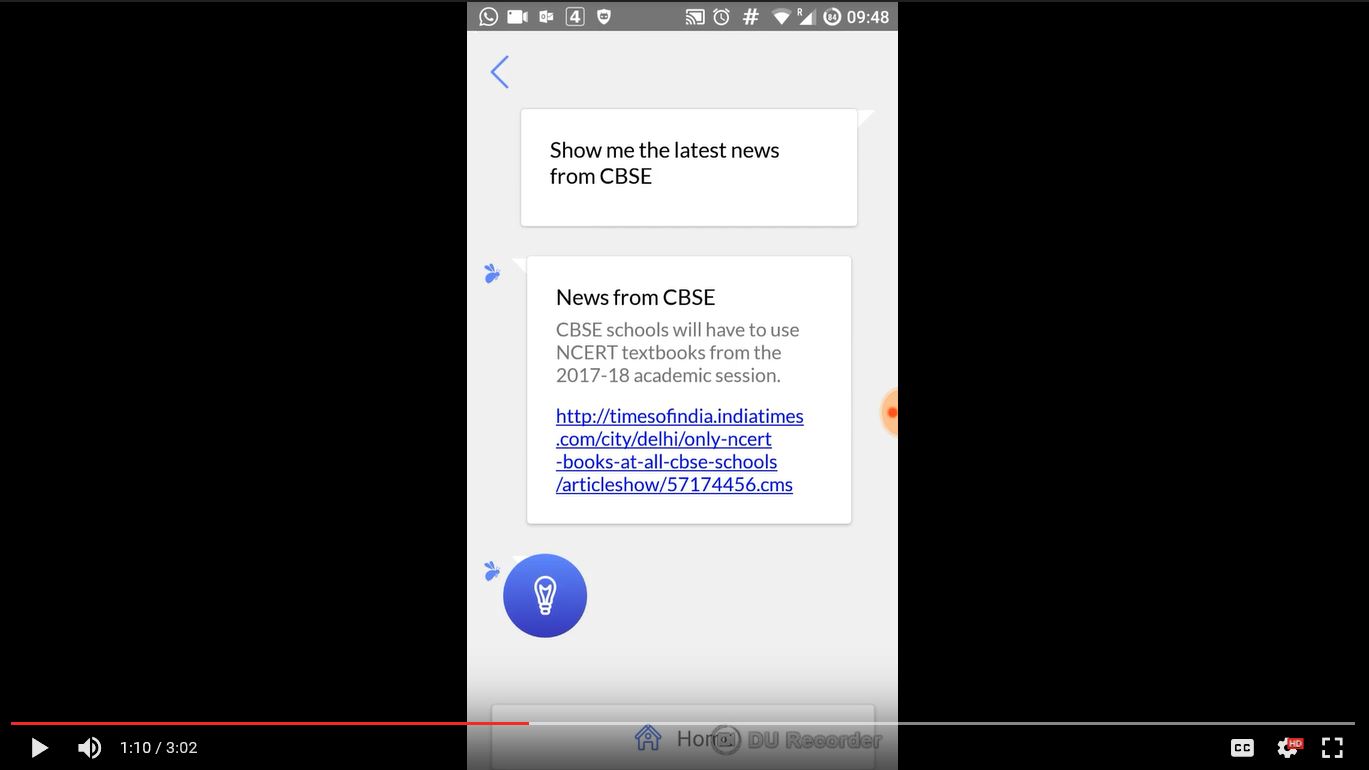 4
R
84
09:48
Show me the latest news
from CBSE
News from CBSE
CBSE schools will have to use
NCERT textbooks from the
2017-18 academic session.
http://timesofindia.indiatimes
.com/city/delhi/only-ncert
-books-at-all-cbse-schools
/articleshow/57174456.cms
Home
DU Recorder
1:10 / 3:02
CC
HD